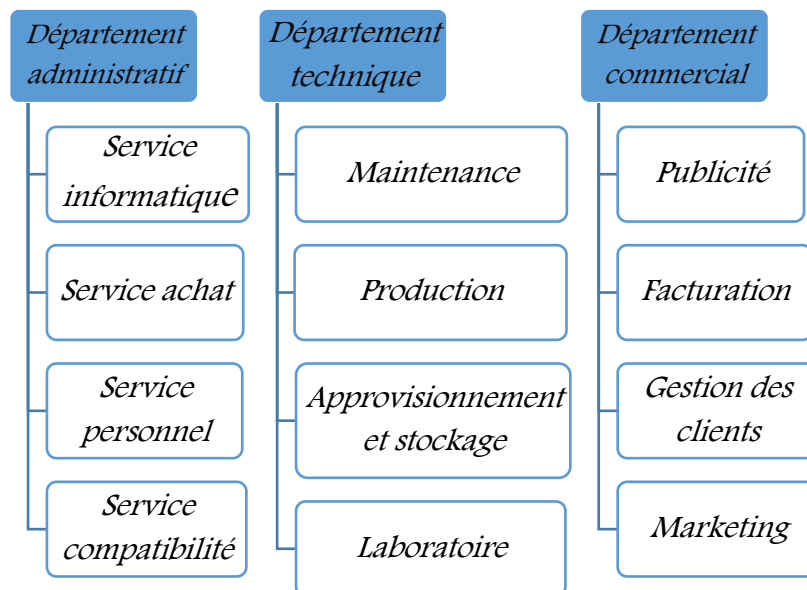 Département
administratif
Service
informatique
Service achat
Service
personnel
Service
compatibilité
Département
technique
Maintenance
Production
Approvisionnement
et stockage
Laboratoire
Département
commercial
Publicité
Facturation
Gestion des
clients
Marketing